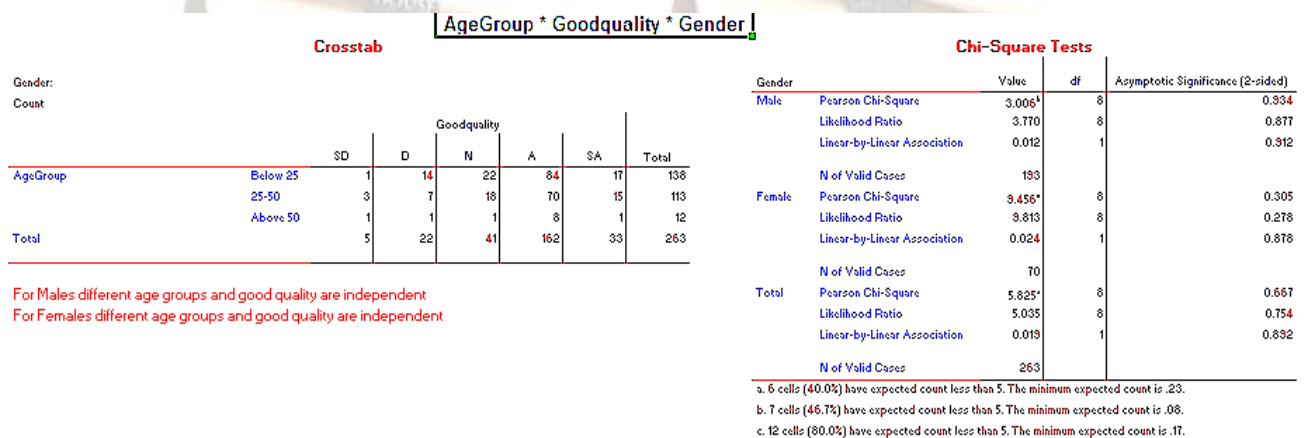 AgeGroup * Goodquality * Gender
Crosstab
Gender:
Count
Goodquality
SD D N A SA Total
AgeGroup Below 25 1 14 22 84 17 138
25-50 3 7 18 70 15 113
Above 50 1 1 1 8 1 12
Total 5 22 41 162 33 263
For Males different age groups and good quality are independent
For Females different age groups and good quality are independent
Chi-Square Tests
Gender Value df Asymptotic Significance (2-sided)
Male Pearson Chi-Square 3.006ᵇ 8 0.934
Likelihood Ratio 3.770 8 0.877
Linear-by-Linear Association 0.012 1 0.912
N of Valid Cases 193
Female Pearson Chi-Square 9.456 8 0.305
Likelihood Ratio 9.813 8 0.278
Linear-by-Linear Association 0.024 1 0.878
N of Valid Cases 70
Total Pearson Chi-Square 5.825 8 0.667
Likelihood Ratio 5.035 8 0.754
Linear-by-Linear Association 0.019 1 0.892
N of Valid Cases 263
a. 6 cells (40.0%) have expected count less than 5. The minimum expected count is .23.
b. 7 cells (46.7%) have expected count less than 5. The minimum expected count is .08.
c. 12 cells (80.0%) have expected count less than 5. The minimum expected count is .17.